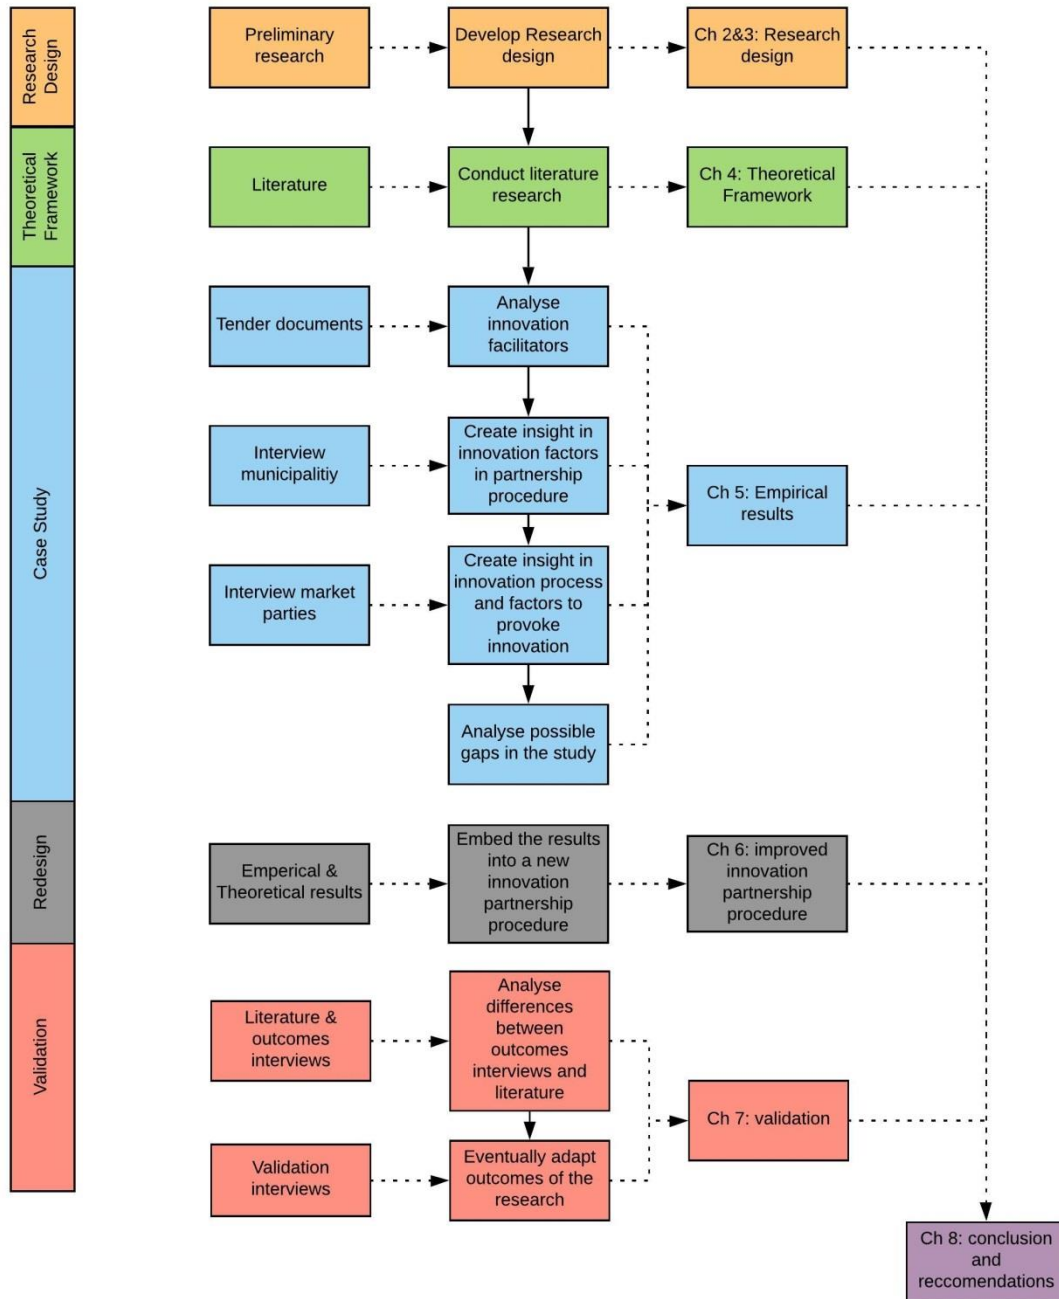 Research
Design
Preliminary
research
Develop Research
design
Ch 2&3: Research
design
Theoretical
Framework
Literature
Conduct literature
research
Ch 4: Theoretical
Framework
Case Study
Tender documents
Analyse
innovation
facilitators
Interview
municipalitiy
Create insight in
innovation factors
in partnership
procedure
Ch 5: Empirical
results
Interview market
parties
Create insight in
innovation process
and factors to
provoke
innovation
Analyse possible
gaps in the study
Redesign
Emperical &
Theoretical results
Embed the results
into a new
innovation
partnership
procedure
Ch 6: improved
innovation
partnership
procedure
Validation
Literature &
outcomes
interviews
Analyse
differences
between
outcomes
interviews and
literature
Ch 7: validation
Validation
interviews
Eventually adapt
outcomes of the
research
Ch 8: conclusion
and
reccomendations